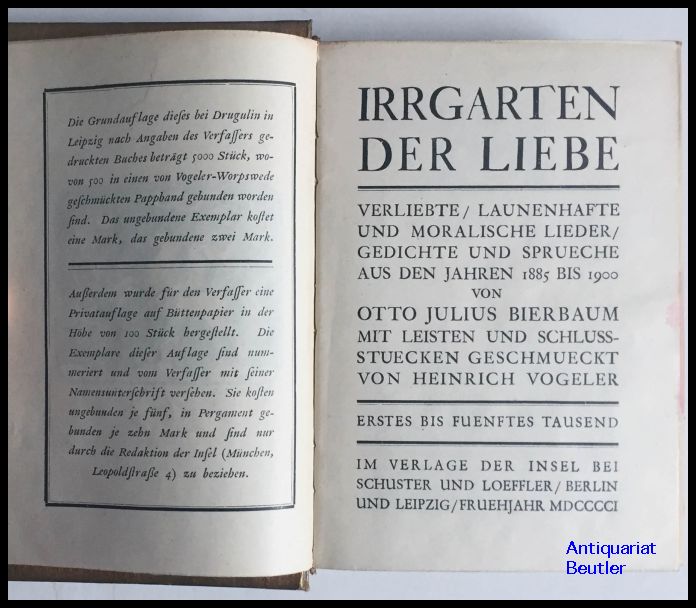 Die Grundauflage dieſes bei Drugulin in
Leipzig nach Angaben des Verfaſſers ge-
druckten Buches beträgt 5000 Stück, wo-
von 500 in einen von Vogeler-Worpswede
geſchmückten Pappband gebunden worden
ſind. Das ungebundene Exemplar koſtet
eine Mark, das gebundene zwei Mark.
Außerdem wurde für den Verfaſſer eine
Privatauflage auf Büttenpapier in der
Höhe von 100 Stück hergeſtellt. Die
Exemplare dieſer Auflage ſind num-
meriert und vom Verfaſſer mit ſeiner
Namensunterſchrift verſehen. Sie koſten
ungebunden je fünf, in Pergament ge-
bunden je zehn Mark und ſind nur
durch die Redaktion der Inſel (München,
Leopoldſtraße 4) zu beziehen.
IRRGARTEN
DER LIEBE
VERLIEBTE/ LAUNENHAFTE
UND MORALISCHE LIEDER/
GEDICHTE UND SPRUECHE
AUS DEN JAHREN 1885 BIS 1900
VON
OTTO JULIUS BIERBAUM
MIT LEISTEN UND SCHLUSS-
STUECKEN GESCHMUECKT
VON HEINRICH VOGELER
ERSTES BIS FUENFTES TAUSEND
IM VERLAGE DER INSEL BEI
SCHUSTER UND LOEFFLER/BERLIN
UND LEIPZIG/FRUEHJAHR MDCCCCI
Antiquariat
Beutler